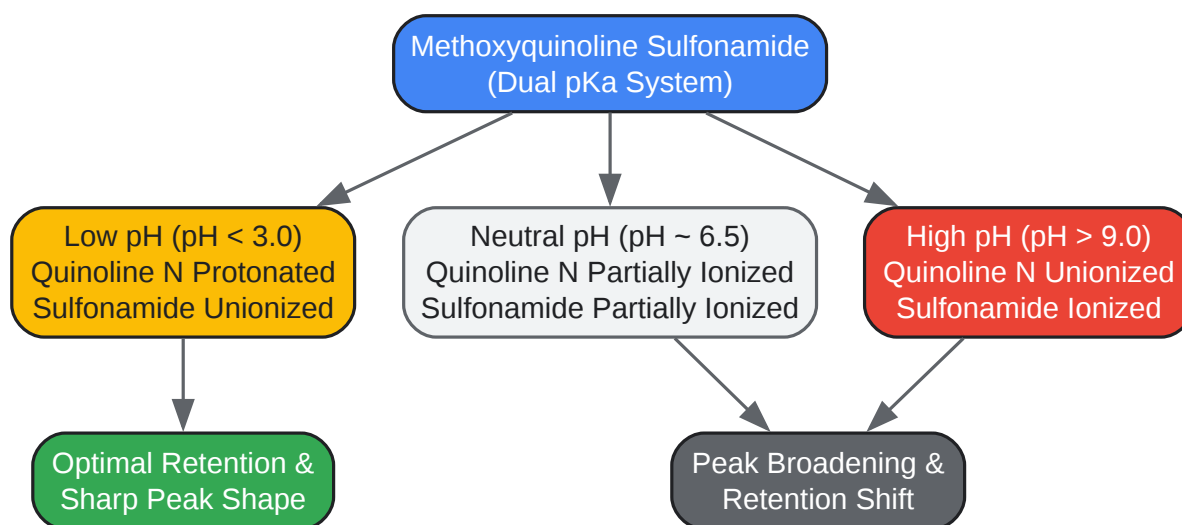 Methoxyquinoline Sulfonamide
(Dual pKa System)
Low pH (pH < 3.0)
Quinoline N Protonated
Sulfonamide Unionized
Neutral pH (pH ~ 6.5)
Quinoline N Partially Ionized
Sulfonamide Partially Ionized
High pH (pH > 9.0)
Quinoline N Unionized
Sulfonamide Ionized
Optimal Retention &
Sharp Peak Shape
Peak Broadening &
Retention Shift